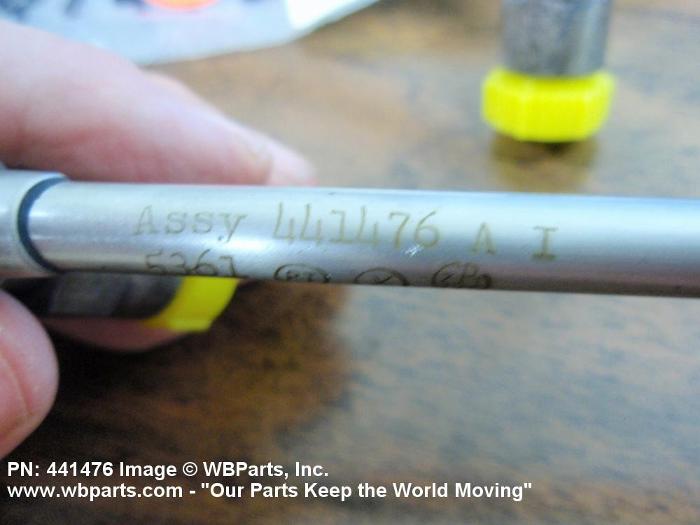 Assy 441476 A I
5361
PN: 441476 Image © WBParts, Inc.
www.wbparts.com - "Our Parts Keep the World Moving"